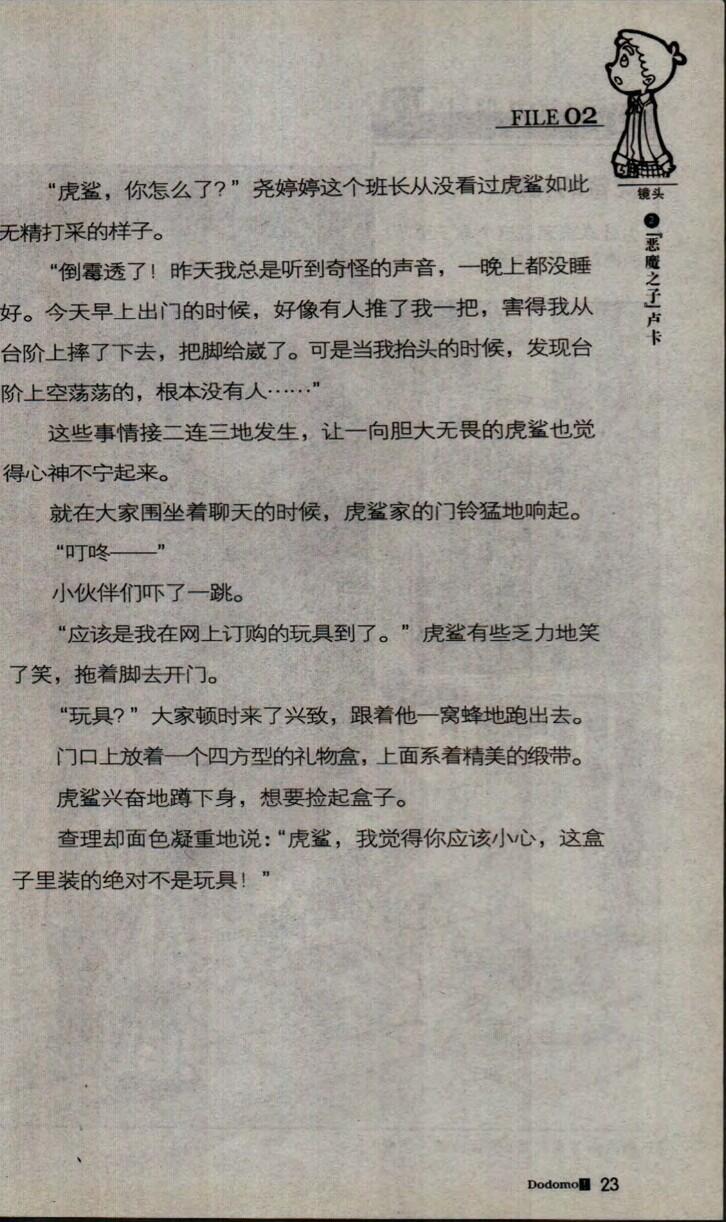 FILE 02
镜头
❷『恶魔之子』卢卡
“虎鲨，你怎么了？”尧婷婷这个班长从没看过虎鲨如此
无精打采的样子。
“倒霉透了！昨天我总是听到奇怪的声音，一晚上都没睡
好。今天早上出门的时候，好像有人推了我一把，害得我从
台阶上摔了下去，把脚给崴了。可是当我抬头的时候，发现台
阶上空荡荡的，根本没有人……”
这些事情接二连三地发生，让一向胆大无畏的虎鲨也觉
得心神不宁起来。
就在大家围坐着聊天的时候，虎鲨家的门铃猛地响起。
“叮咚——”
小伙伴们吓了一跳。
“应该是我在网上订购的玩具到了。”虎鲨有些乏力地笑
了笑，拖着脚去开门。
“玩具？”大家顿时来了兴致，跟着他一窝蜂地跑出去。
门口上放着一个四方型的礼物盒，上面系着精美的缎带。
虎鲨兴奋地蹲下身，想要捡起盒子。
查理却面色凝重地说：“虎鲨，我觉得你应该小心，这盒
子里装的绝对不是玩具！”
Dodomo! 23